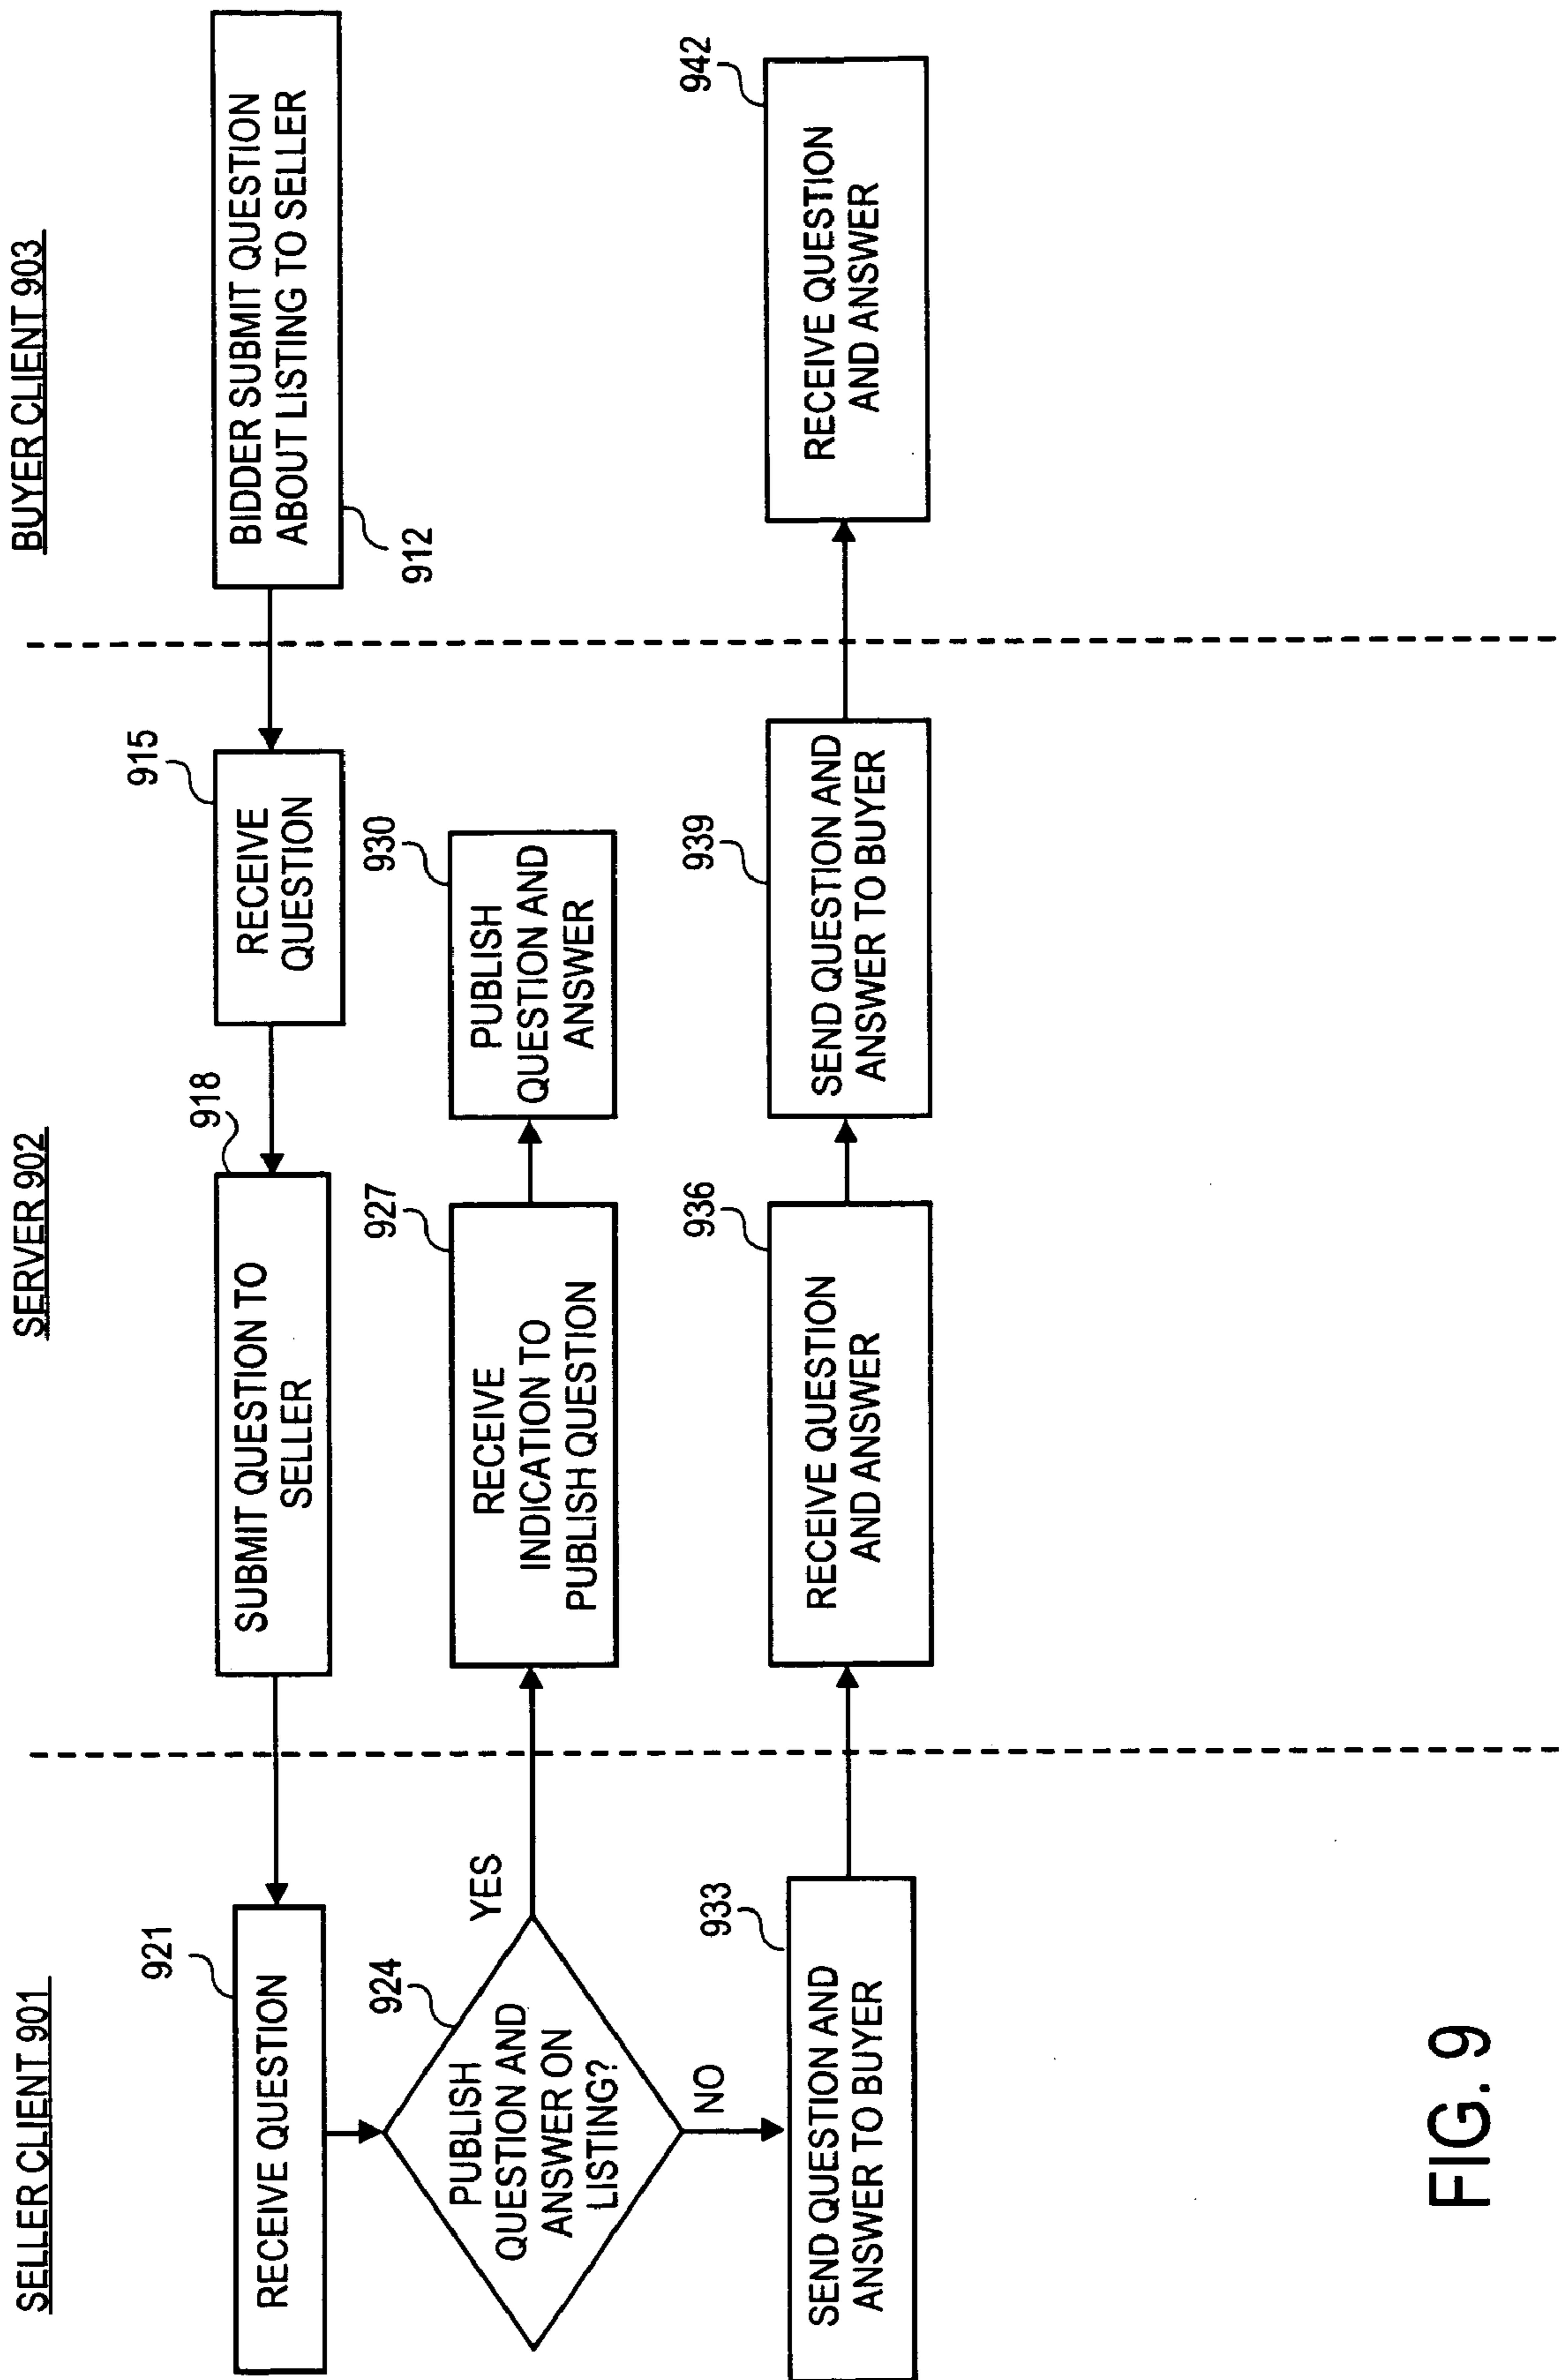 SELLER CLIENT 901
SERVER 902
BUYER CLIENT 903
BIDDER SUBMIT QUESTION
ABOUT LISTING TO SELLER
912
915
RECEIVE
QUESTION
918
SUBMIT QUESTION TO
SELLER
921
RECEIVE QUESTION
924
PUBLISH
QUESTION AND
ANSWER ON
LISTING?
YES
NO
927
RECEIVE
INDICATION TO
PUBLISH QUESTION
930
PUBLISH
QUESTION AND
ANSWER
933
SEND QUESTION AND
ANSWER TO BUYER
936
RECEIVE QUESTION
AND ANSWER
939
SEND QUESTION AND
ANSWER TO BUYER
942
RECEIVE QUESTION
AND ANSWER
FIG. 9